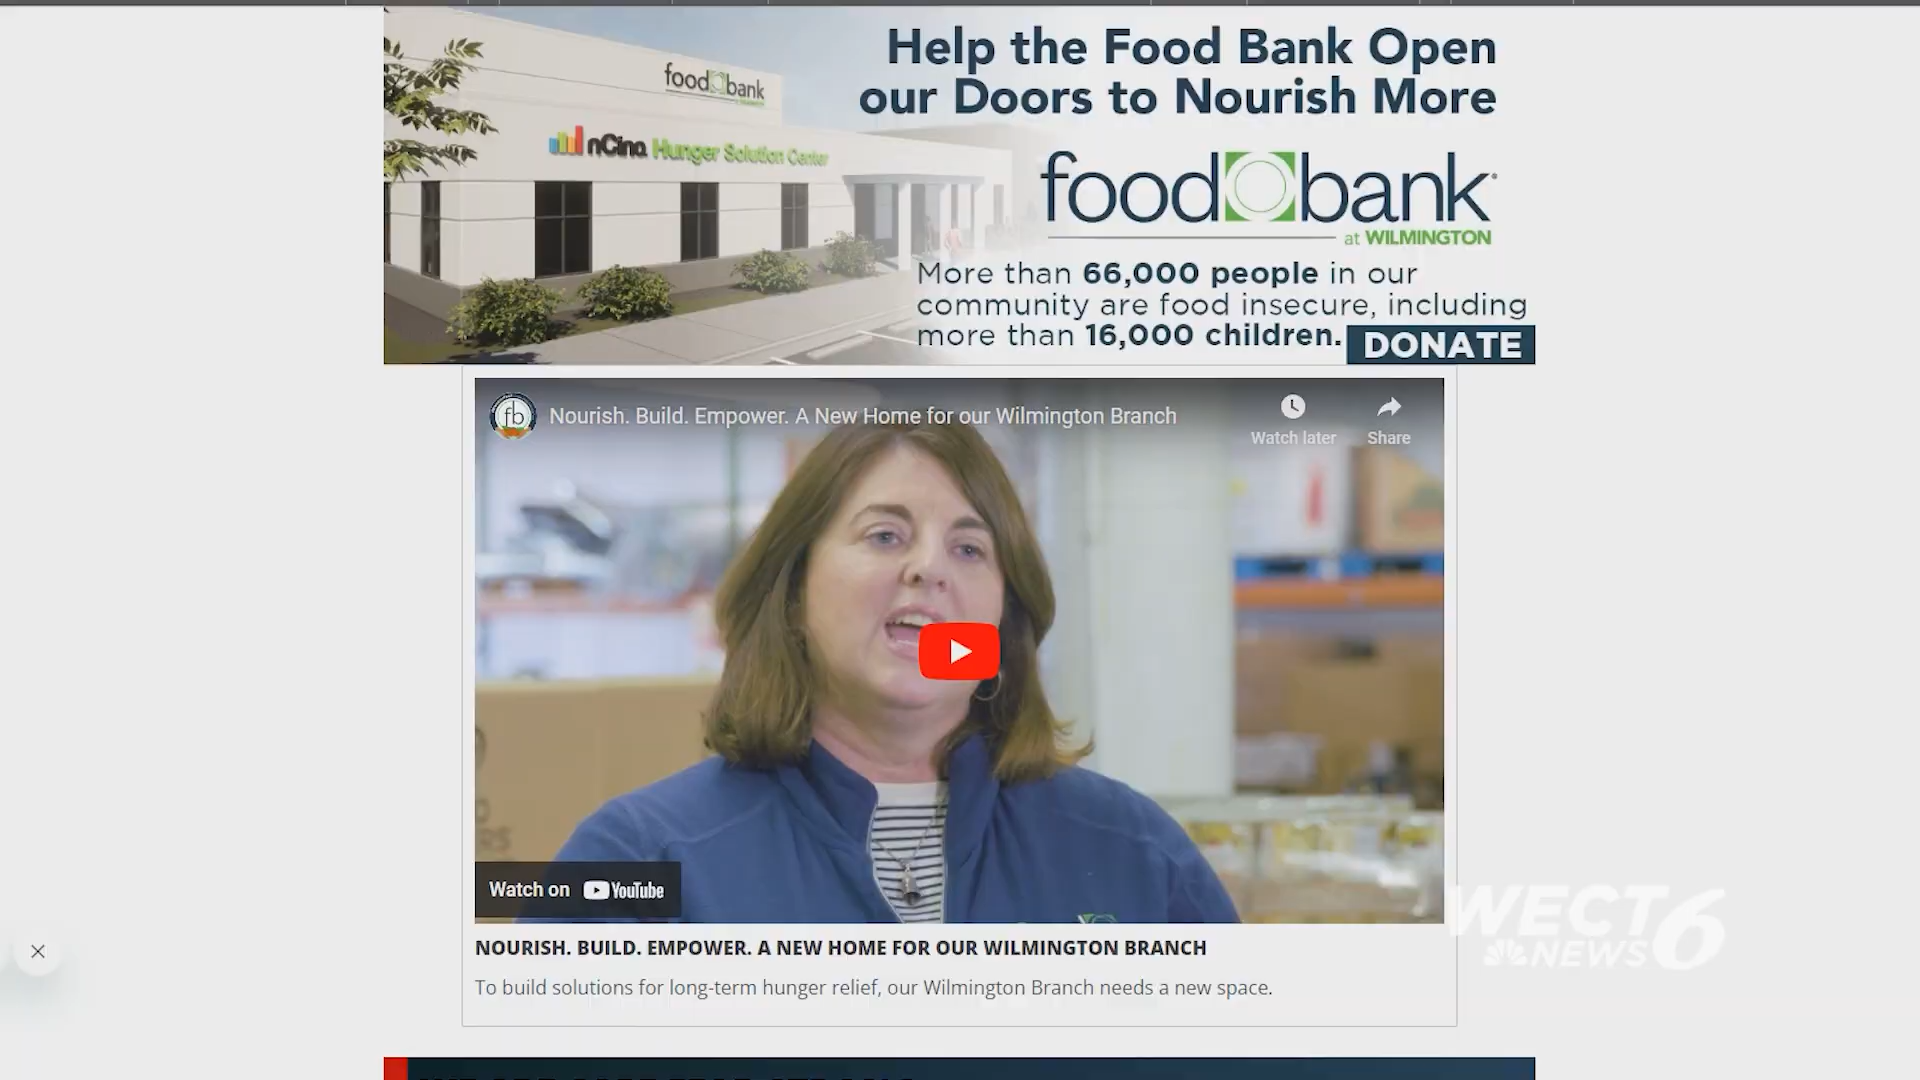 Help the Food Bank Open
our Doors to Nourish More
food bank
nCino Hunger Solution Center
food bank
at WILMINGTON
More than 66,000 people in our
community are food insecure, including
more than 16,000 children.
DONATE
fb
Nourish. Build. Empower. A New Home for our Wilmington Branch
Watch later
Share
Watch on YouTube
WECT 6
NEWS
NOURISH. BUILD. EMPOWER. A NEW HOME FOR OUR WILMINGTON BRANCH
To build solutions for long-term hunger relief, our Wilmington Branch needs a new space.